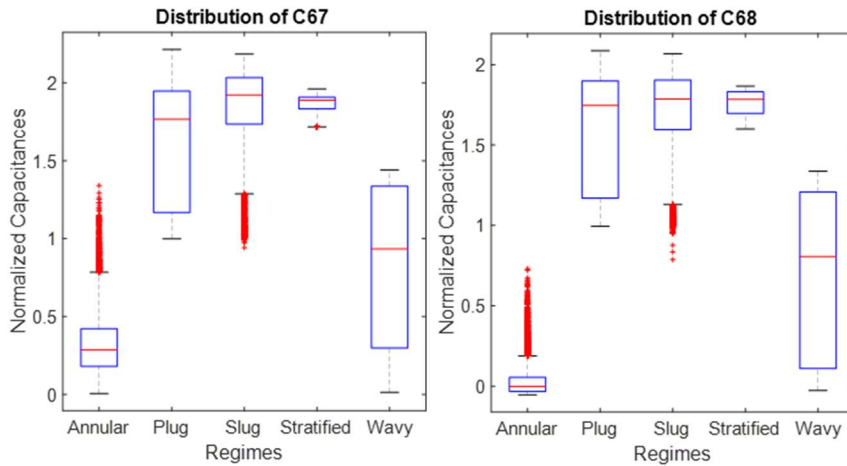 Distribution of C67
Normalized Capacitances
2
1.5
1
0.5
0
Annular Plug Slug Stratified Wavy
Regimes
Distribution of C68
Normalized Capacitances
2
1.5
1
0.5
0
Annular Plug Slug Stratified Wavy
Regimes